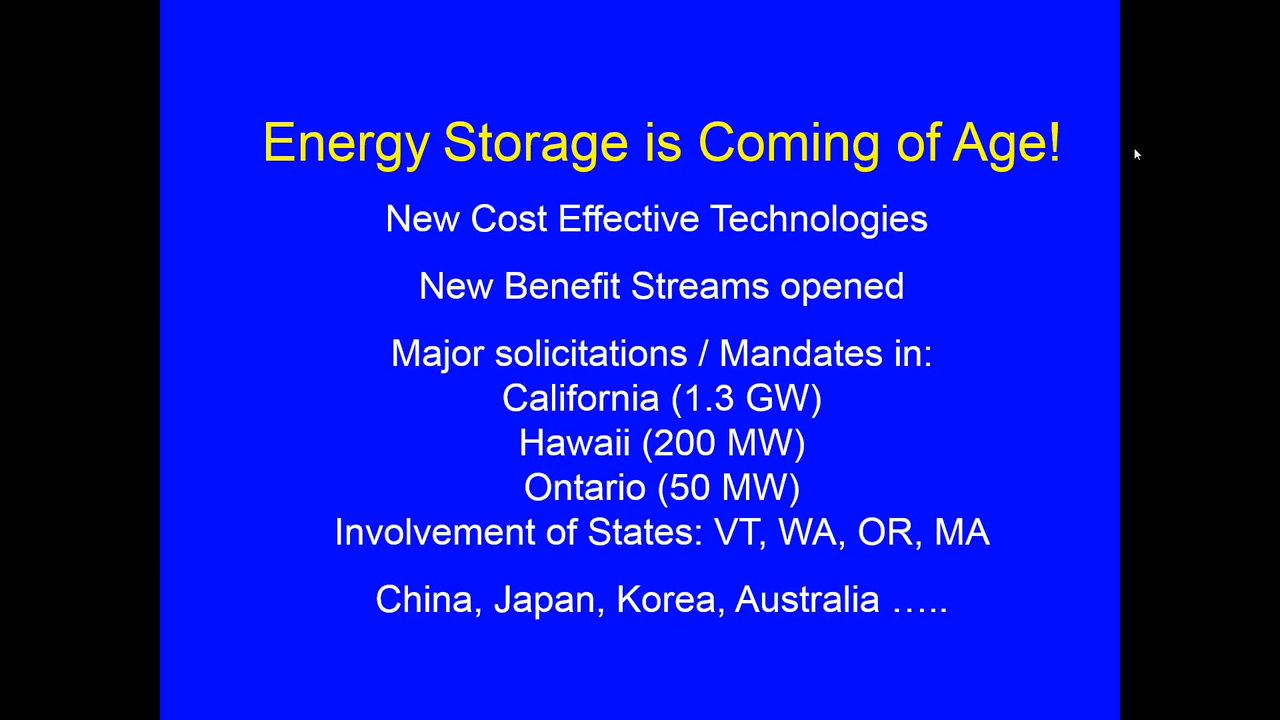 Energy Storage is Coming of Age!
New Cost Effective Technologies
New Benefit Streams opened
Major solicitations / Mandates in:
California (1.3 GW)
Hawaii (200 MW)
Ontario (50 MW)
Involvement of States: VT, WA, OR, MA
China, Japan, Korea, Australia …..